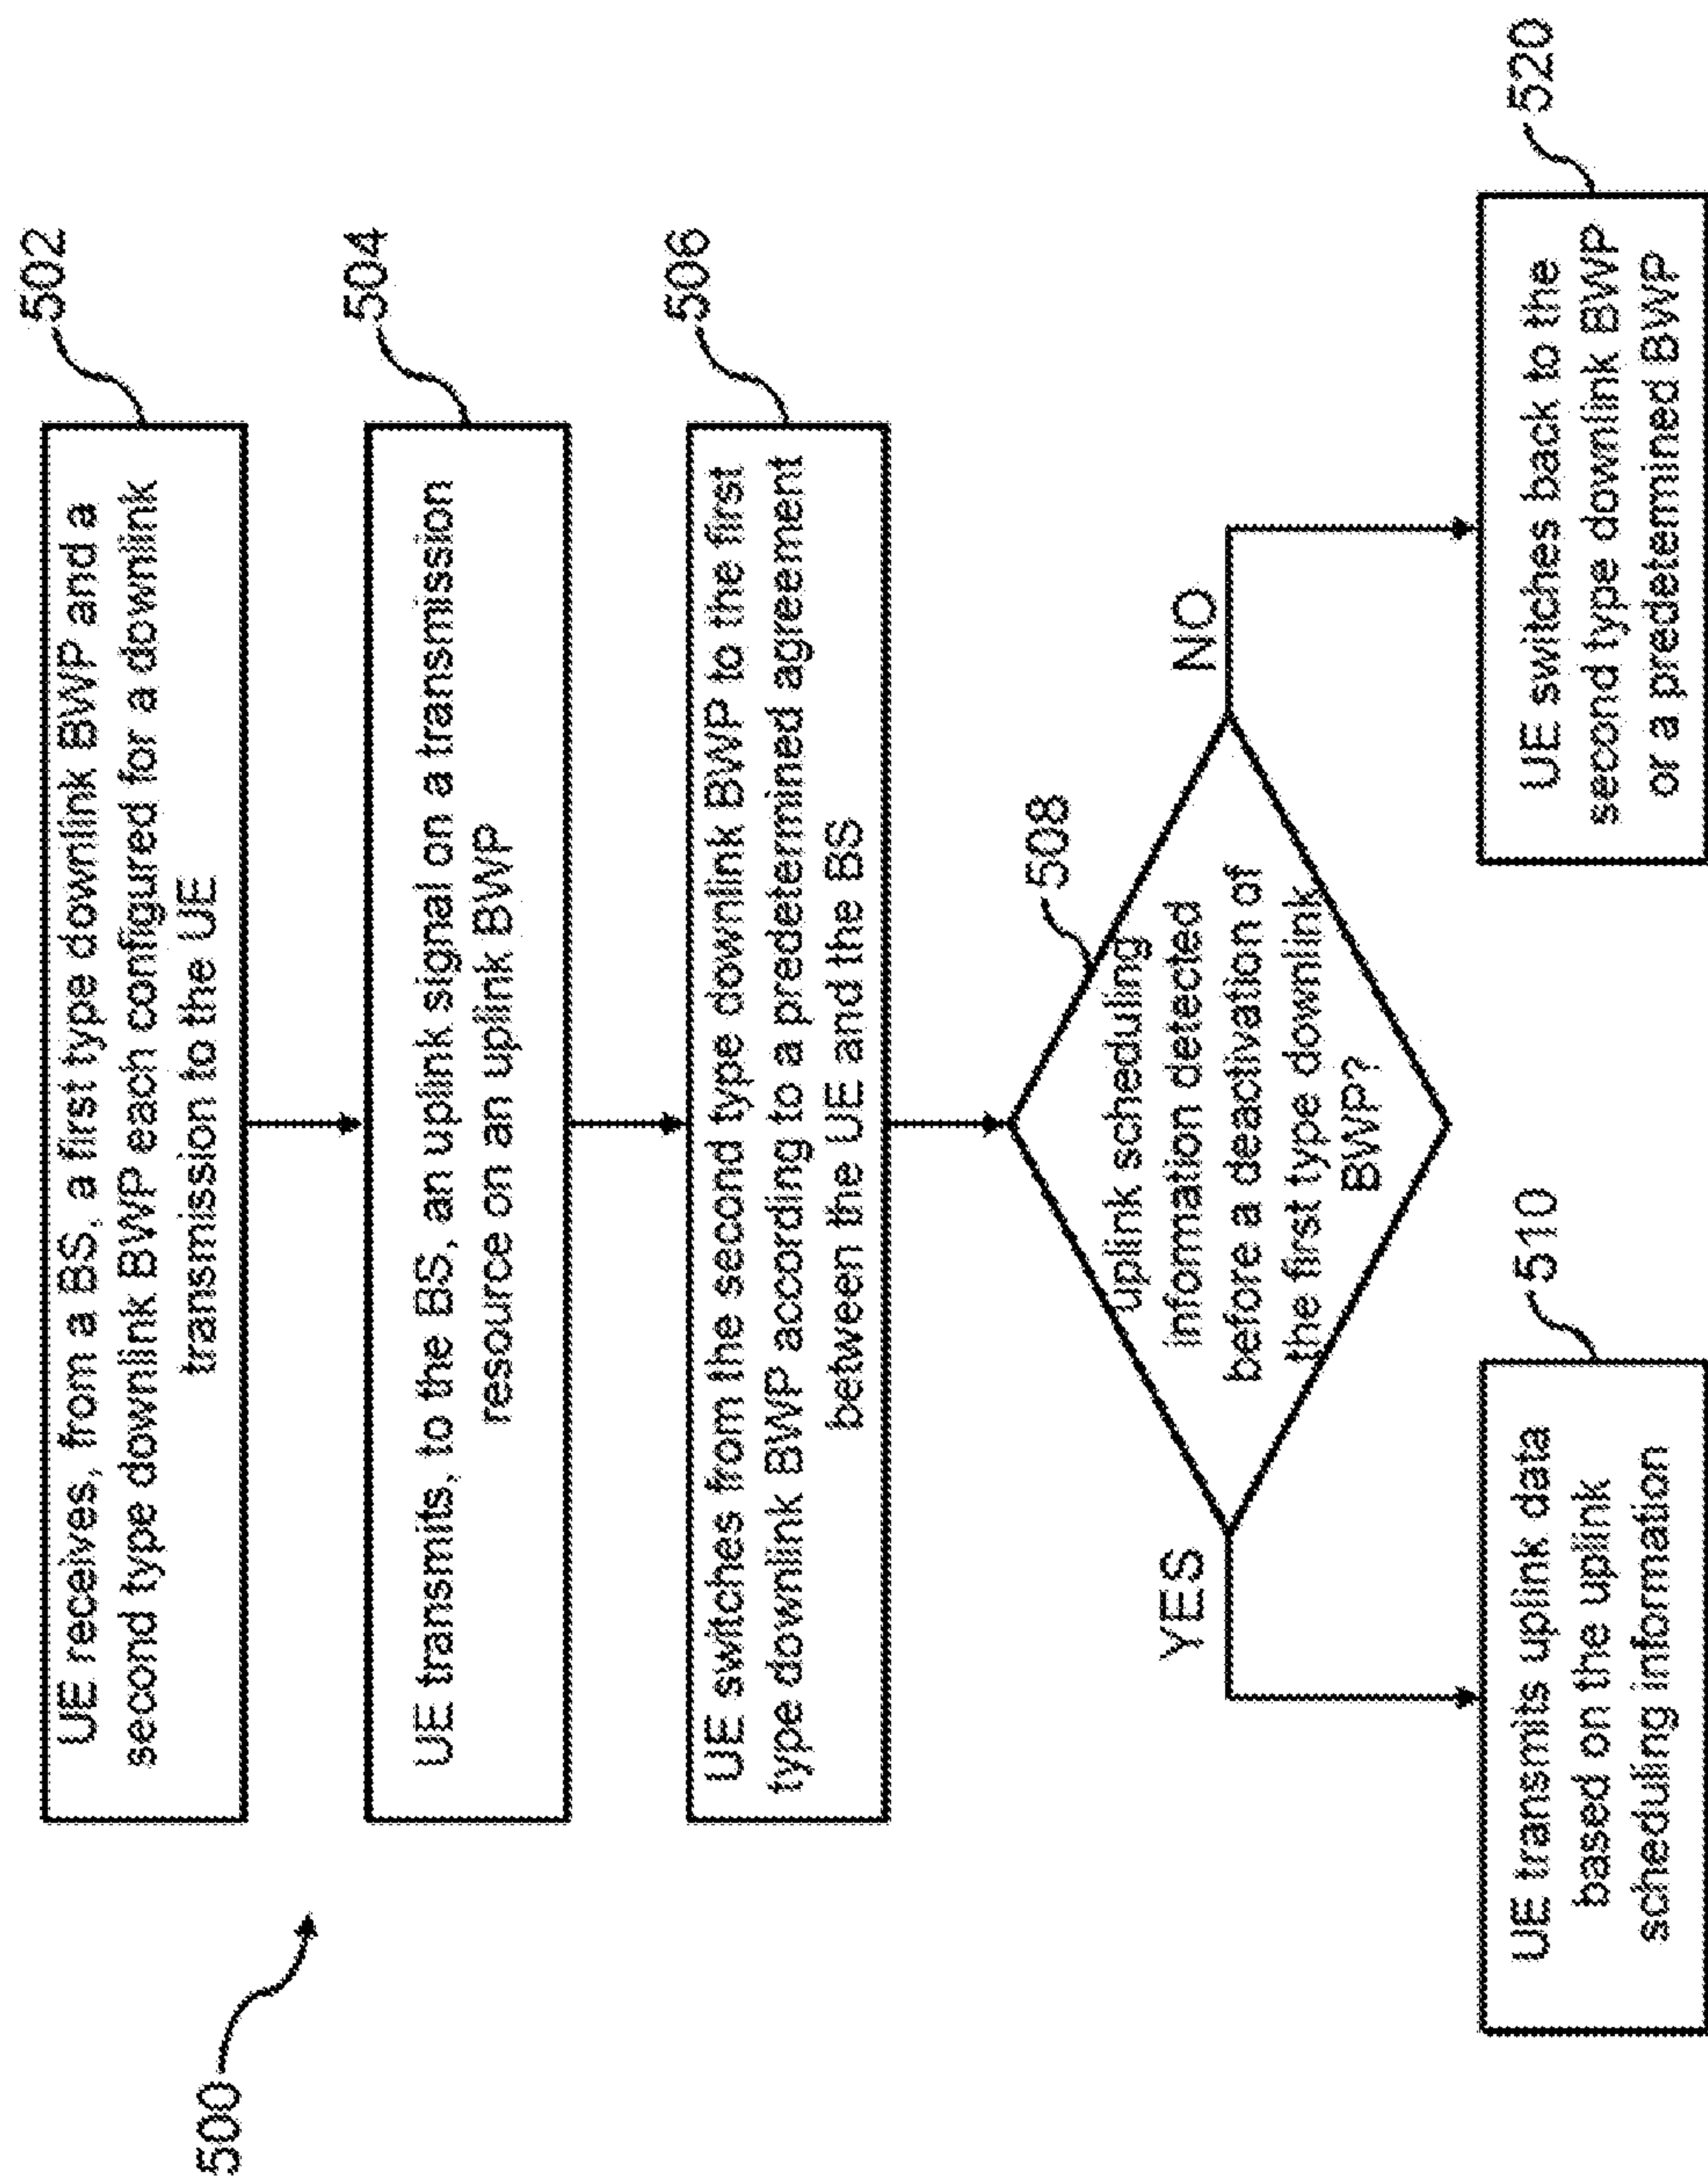 500
502
UE receives, from a BS, a first type downlink BWP and a
second type downlink BWP each configured for a downlink
transmission to the UE
504
UE transmits, to the BS, an uplink signal on a transmission
resource on an uplink BWP
506
UE switches from the second type downlink BWP to the first
type downlink BWP according to a predetermined agreement
between the UE and the BS
508
uplink scheduling
information detected
before a deactivation of
the first type downlink
BWP?
YES
NO
510
UE transmits uplink data
based on the uplink
scheduling information
520
UE switches back to the
second type downlink BWP
or a predetermined BWP